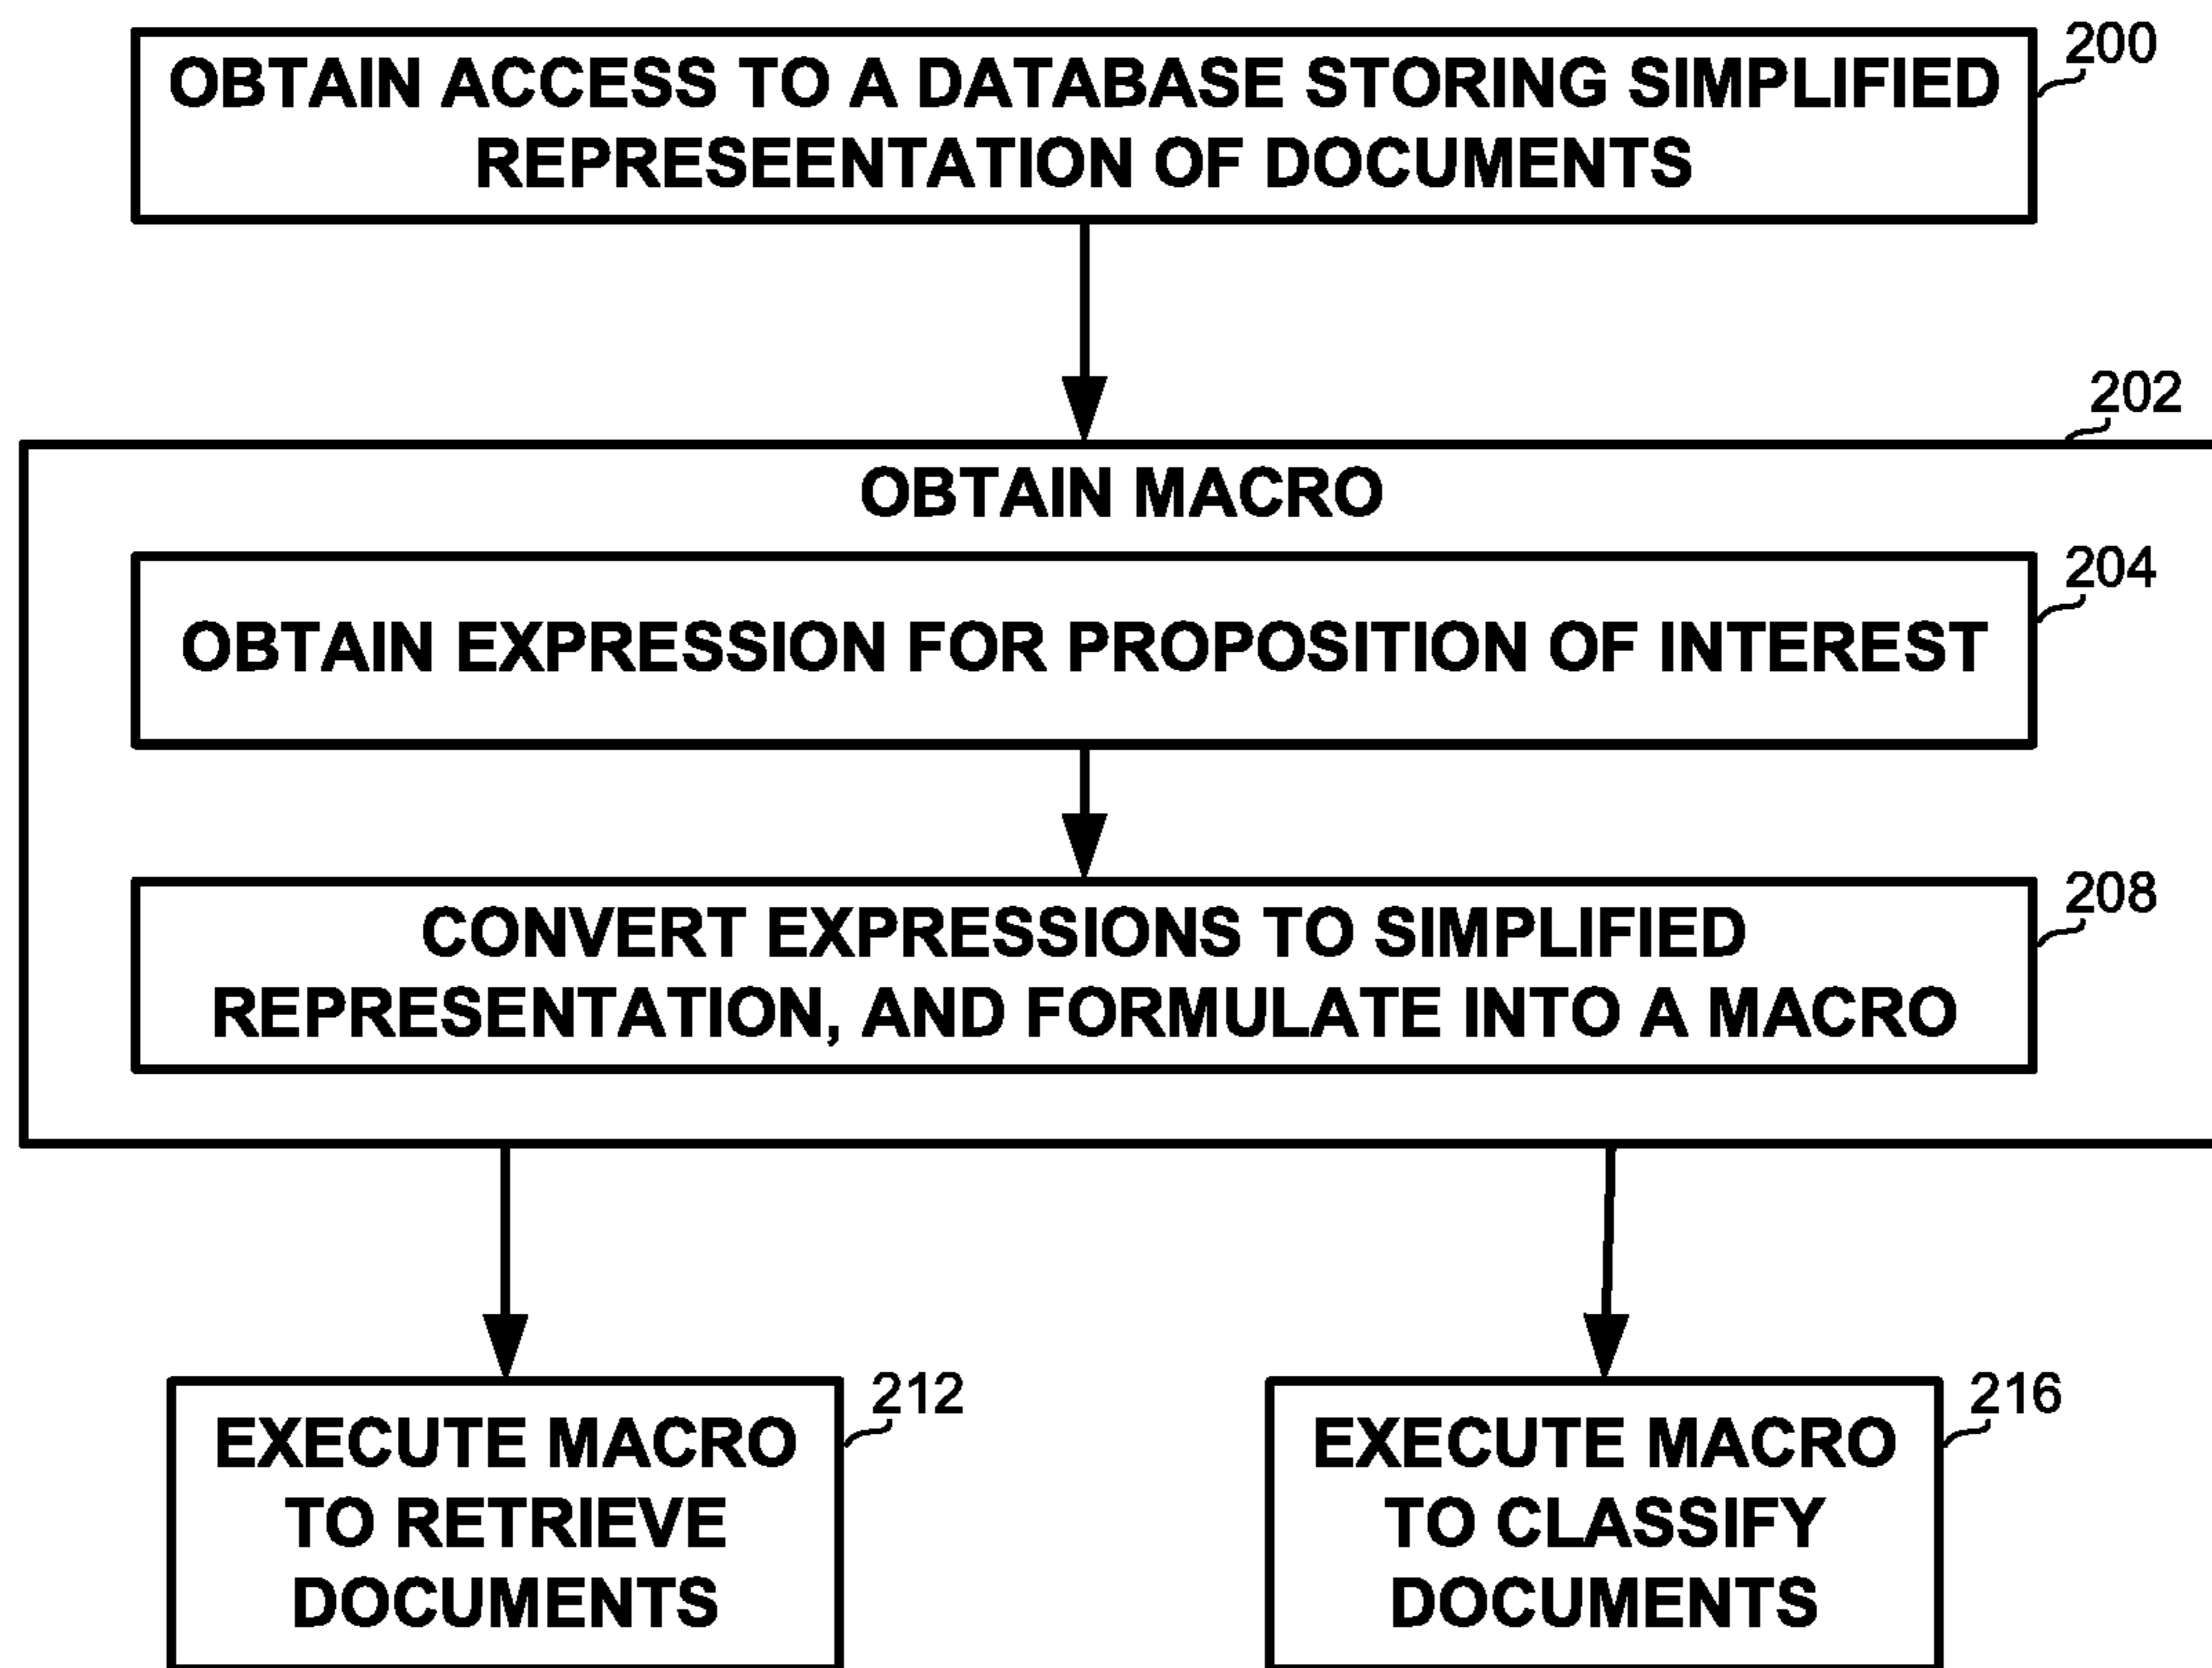 200
OBTAIN ACCESS TO A DATABASE STORING SIMPLIFIED
REPRESEENTATION OF DOCUMENTS
202
OBTAIN MACRO
204
OBTAIN EXPRESSION FOR PROPOSITION OF INTEREST
208
CONVERT EXPRESSIONS TO SIMPLIFIED
REPRESENTATION, AND FORMULATE INTO A MACRO
212
EXECUTE MACRO
TO RETRIEVE
DOCUMENTS
216
EXECUTE MACRO
TO CLASSIFY
DOCUMENTS